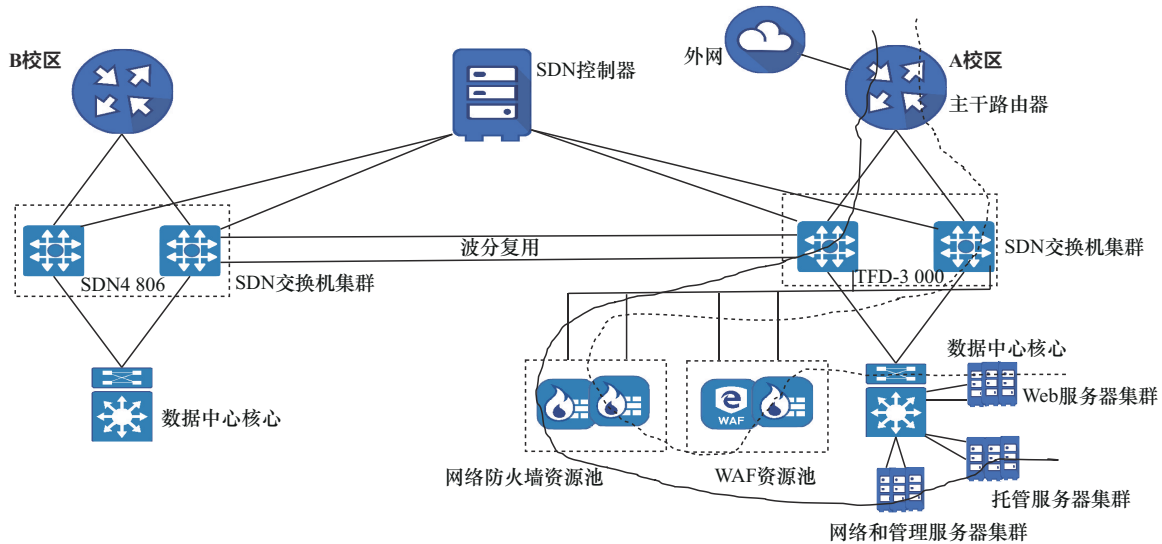 B校区
SDN控制器
外网
A校区
主干路由器
波分复用
SDN4 806
SDN交换机集群
TFD-3 000
SDN交换机集群
数据中心核心
WAF
数据中心核心
Web服务器集群
网络防火墙资源池
WAF资源池
托管服务器集群
网络和管理服务器集群